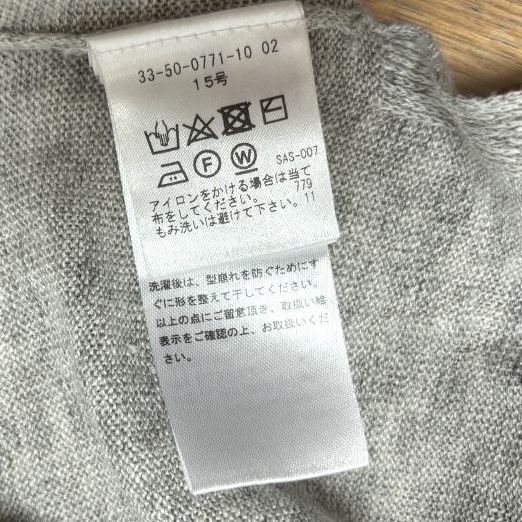 33-50-0771-10 02
15号
F W
SAS-007
アイロンをかける場合は当て
布をしてください。 779
もみ洗いは避けて下さい。11
洗濯後は、型崩れを防ぐためにす
ぐに形を整えて干してください。
以上の点にご留意頂き、取扱い絵
表示をご確認の上、お取扱いくだ
さい。